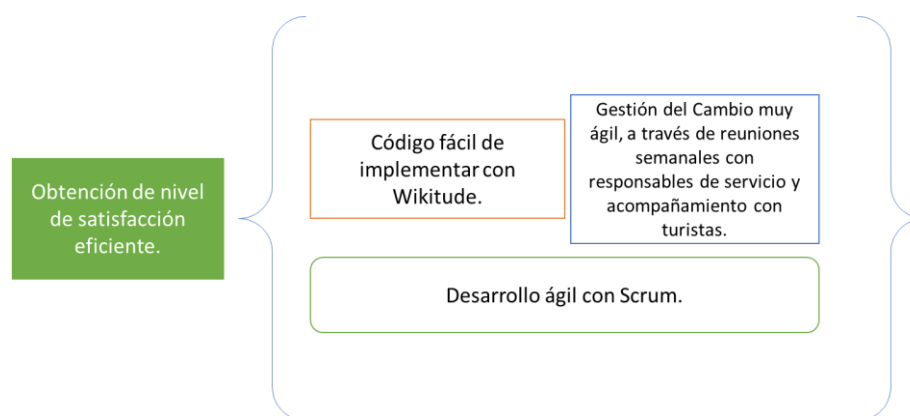 Obtención de nivel
de satisfacción
eficiente.
Código fácil de
implementar con
Wikitude.
Gestión del Cambio muy
ágil, a través de reuniones
semanales con
responsables de servicio y
acompañamiento con
turistas.
Desarrollo ágil con Scrum.